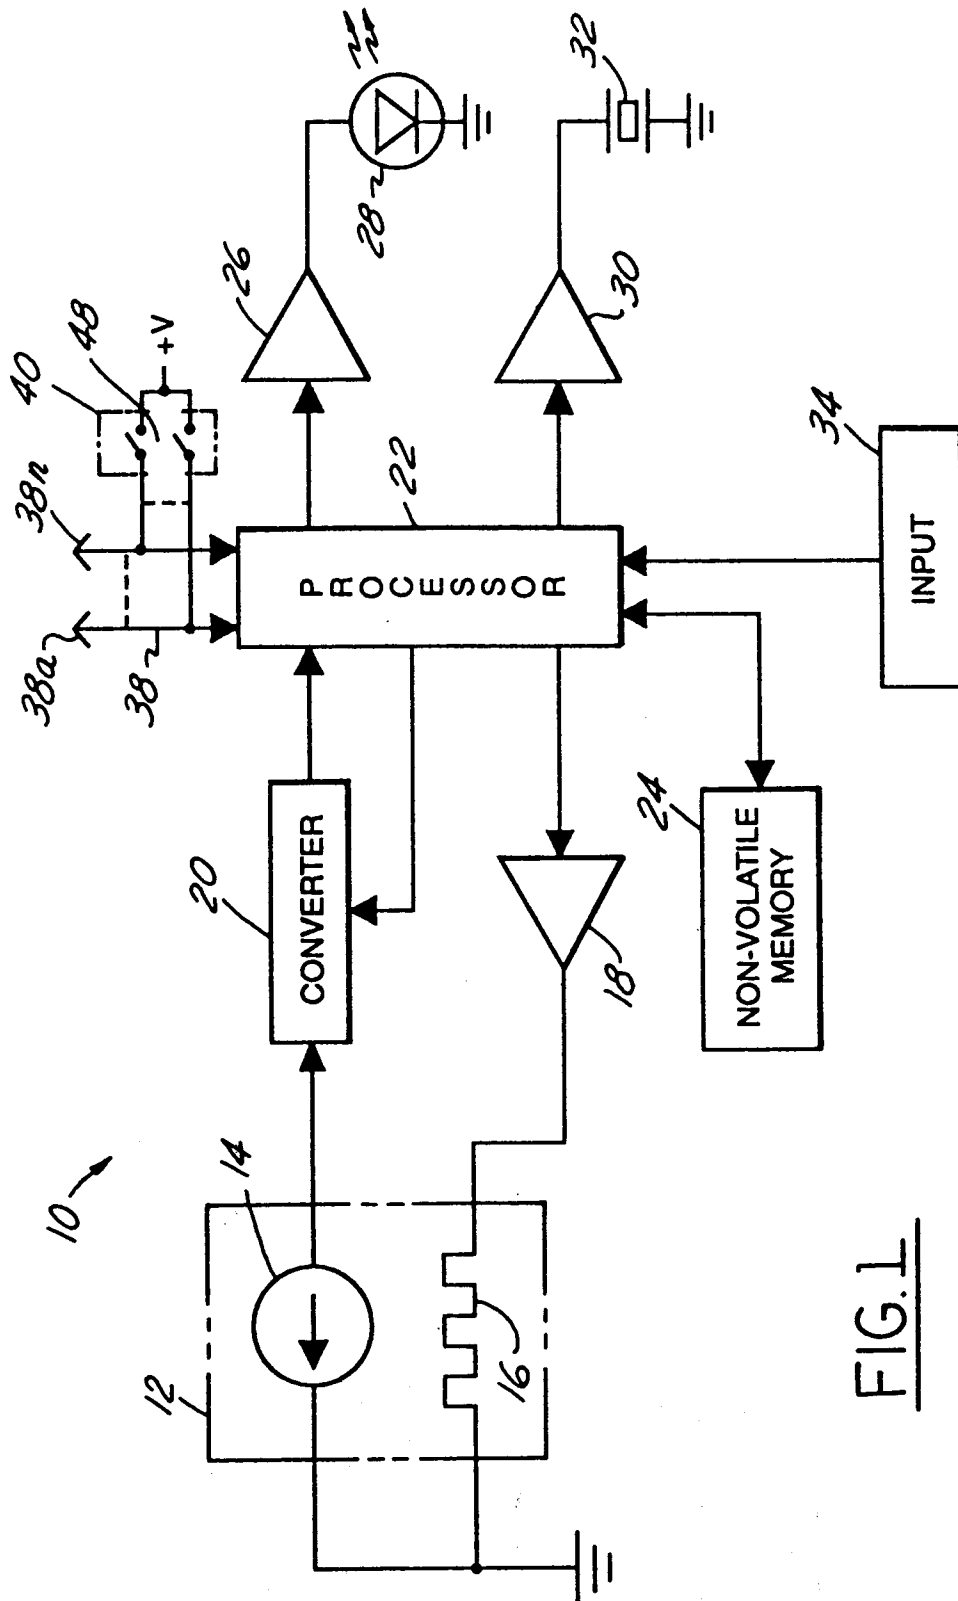 10
12
14
16
18
20
CONVERTER
22
PROCESSOR
24
NON-VOLATILE
MEMORY
26
28
30
32
34
INPUT
38a
38
38n
40
48
+V
FIG.1